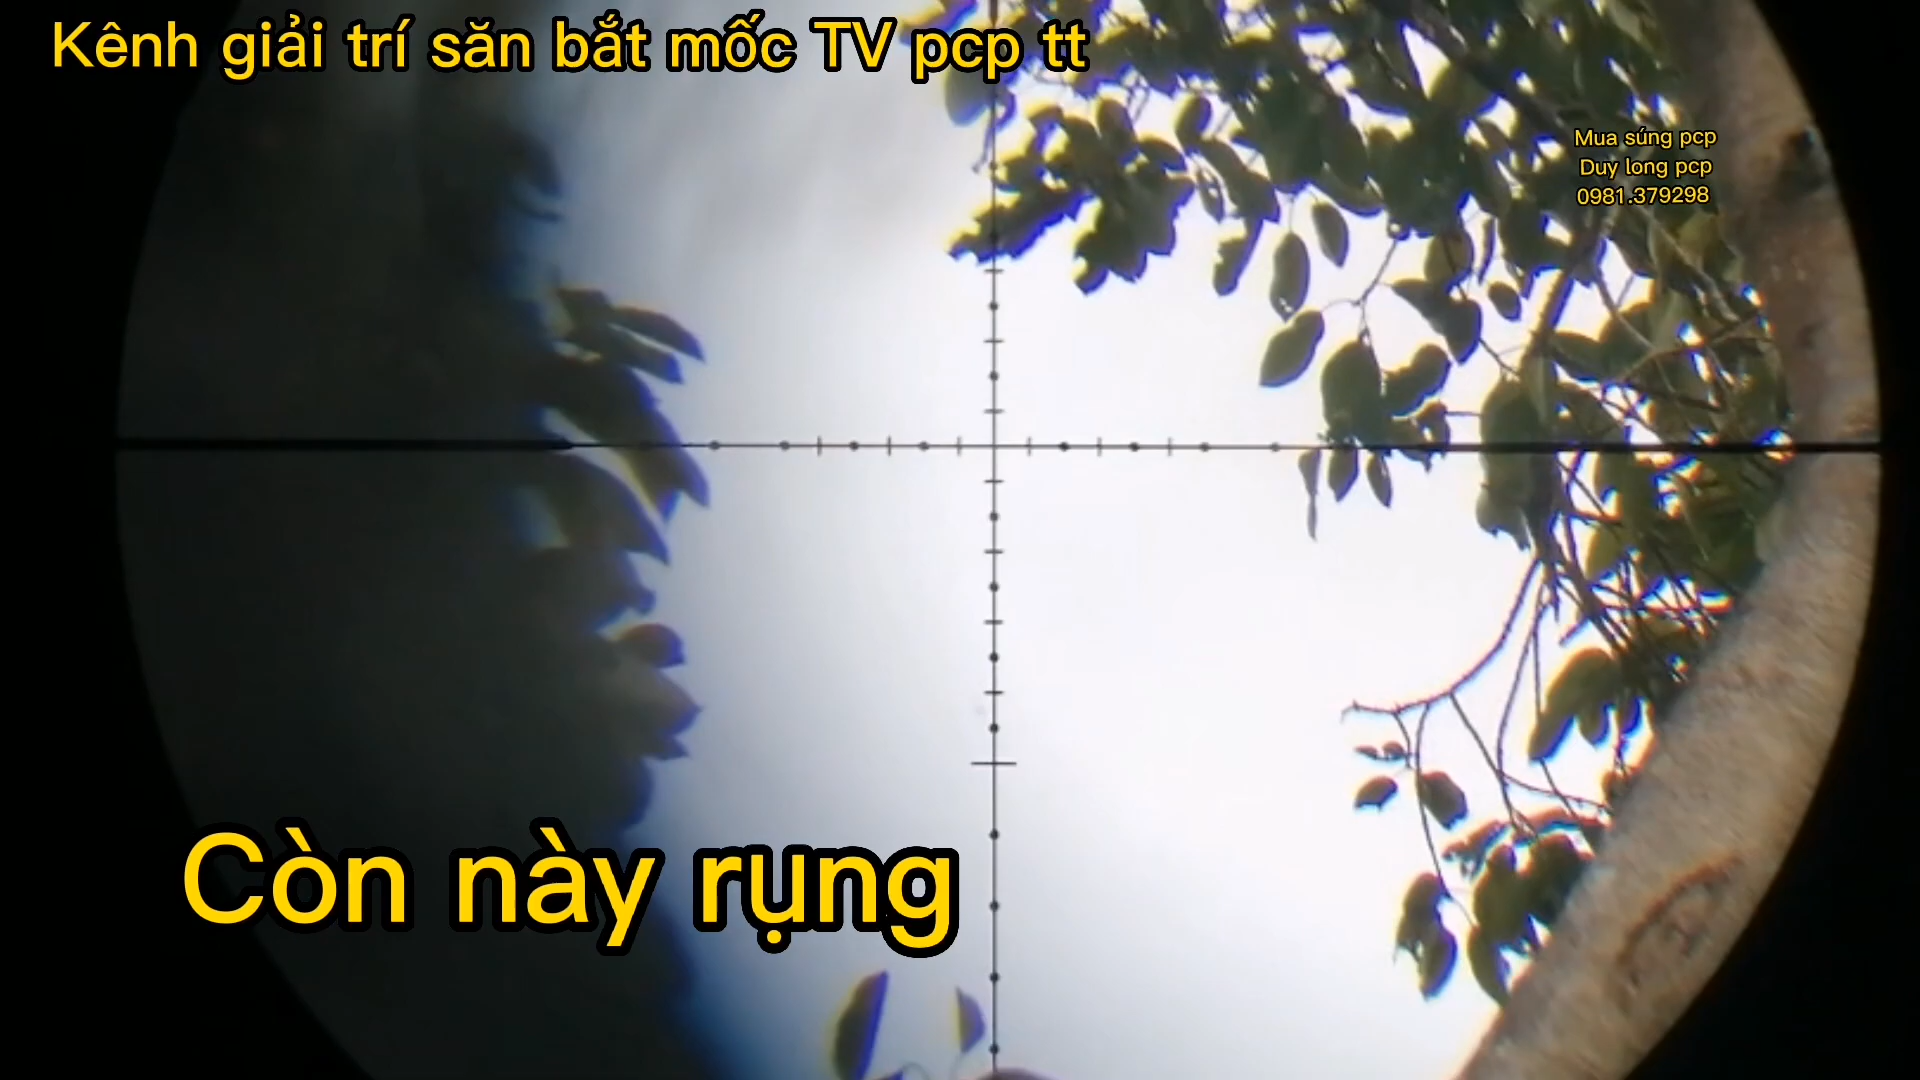 Kênh giải trí săn bắt mốc TV pcp tt
Mua súng pcp
Duy long pcp
0981.379298
Còn này rụng